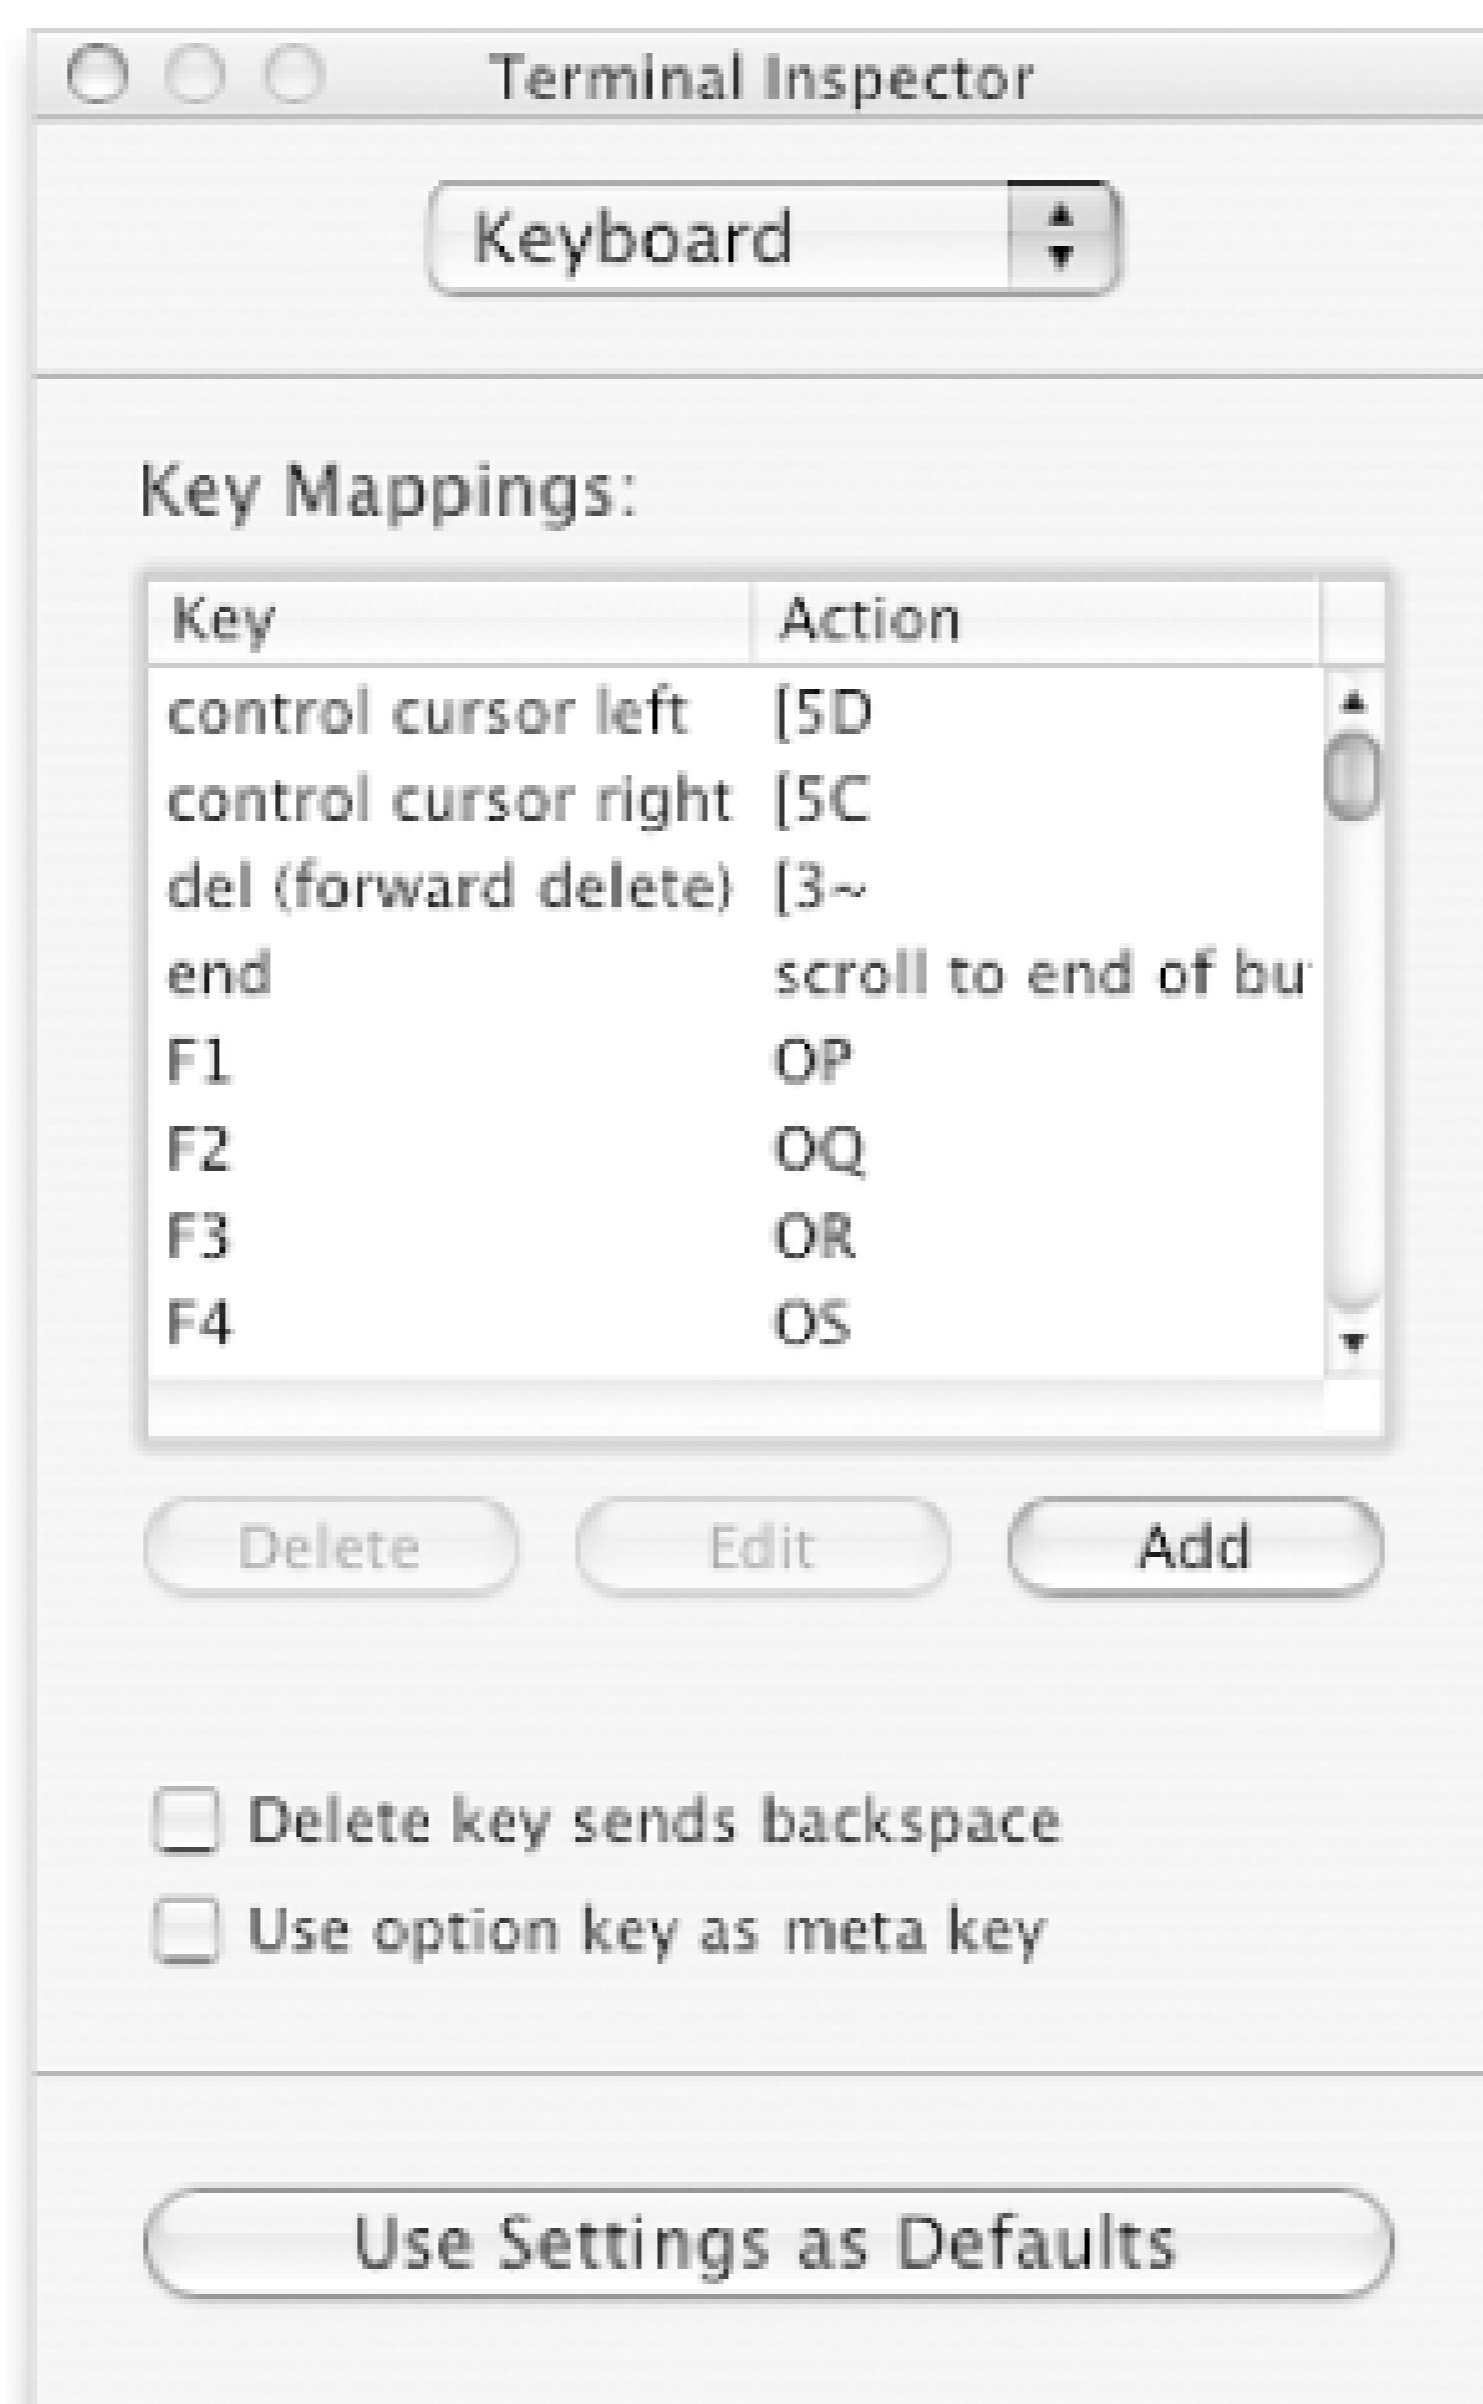 Terminal Inspector
Keyboard
Key Mappings:
Key Action
control cursor left [5D
control cursor right [5C
del (forward delete) [3~
end scroll to end of bu
F1 OP
F2 OQ
F3 OR
F4 OS
Delete Edit Add
Delete key sends backspace
Use option key as meta key
Use Settings as Defaults